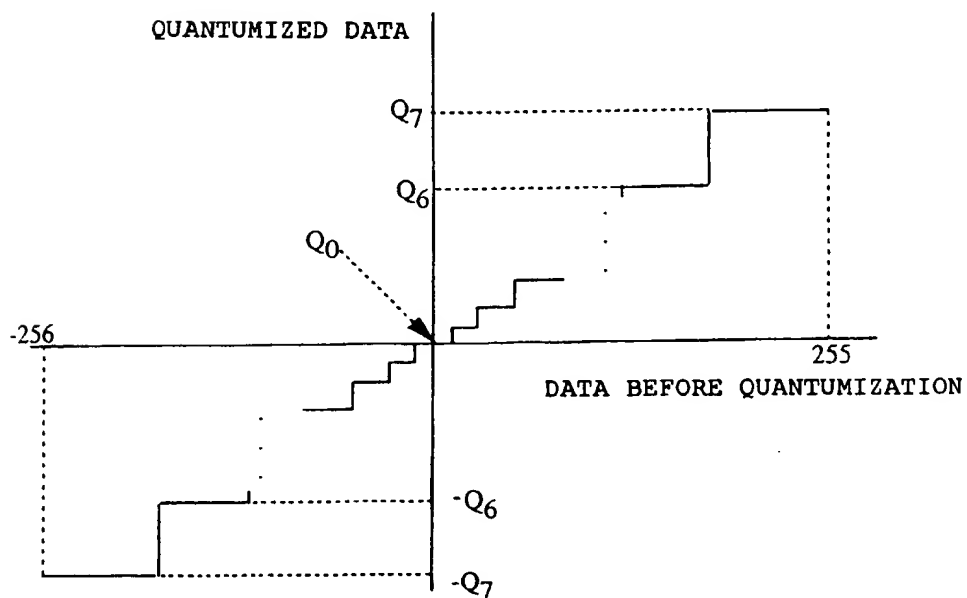 QUANTUMIZED DATA
Q7
Q6
Q0
-256
255
DATA BEFORE QUANTUMIZATION
-Q6
-Q7